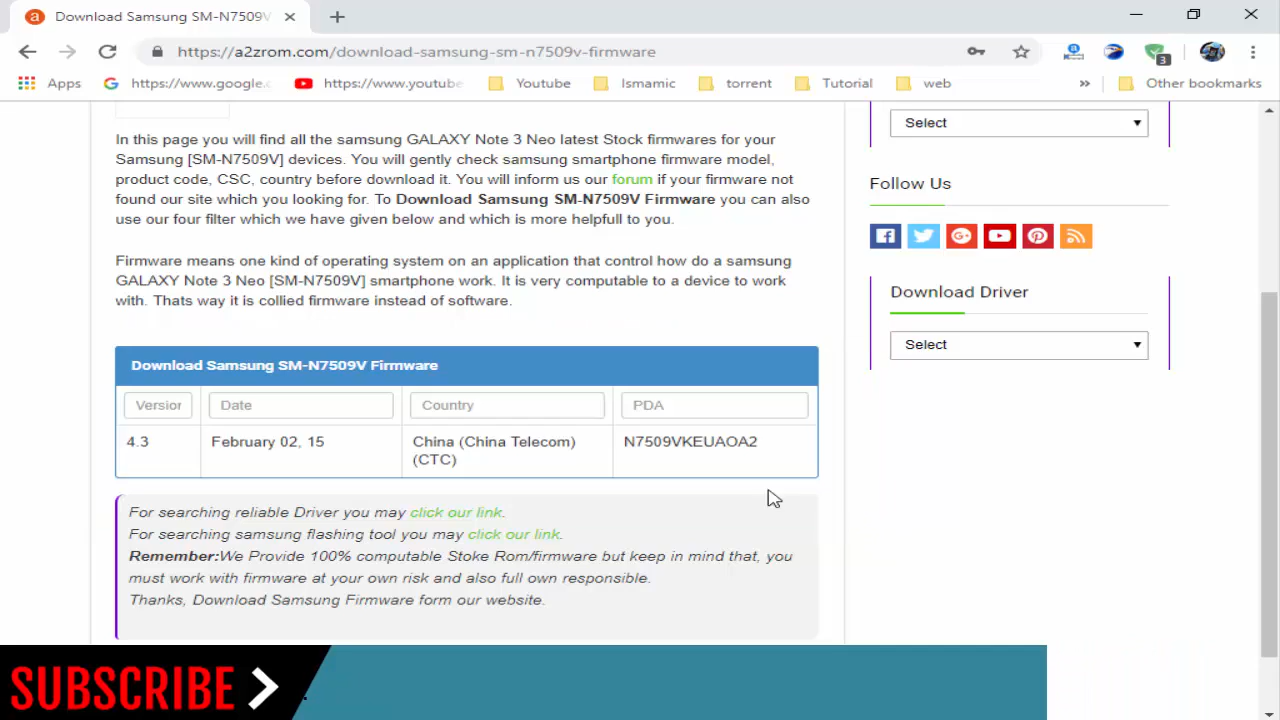 Download Samsung SM-N7509V
https://a2zrom.com/download-samsung-sm-n7509v-firmware
3
Apps
https://www.google.c
https://www.youtube
Youtube
Ismamic
torrent
Tutorial
web
»
Other bookmarks
In this page you will find all the samsung GALAXY Note 3 Neo latest Stock firmwares for your
Samsung [SM-N7509V] devices. You will gently check samsung smartphone firmware model,
product code, CSC, country before download it. You will inform us our forum if your firmware not
found our site which you looking for. To Download Samsung SM-N7509V Firmware you can also
use our four filter which we have given below and which is more helpfull to you.
Firmware means one kind of operating system on an application that control how do a samsung
GALAXY Note 3 Neo [SM-N7509V] smartphone work. It is very computable to a device to work
with. Thats way it is collied firmware instead of software.
Download Samsung SM-N7509V Firmware
Version Date Country PDA
4.3 February 02, 15 China (China Telecom) N7509VKEUAOA2
(CTC)
For searching reliable Driver you may click our link.
For searching samsung flashing tool you may click our link.
Remember:We Provide 100% computable Stoke Rom/firmware but keep in mind that, you
must work with firmware at your own risk and also full own responsible.
Thanks, Download Samsung Firmware form our website.
Select
Follow Us
Download Driver
Select
SUBSCRIBE